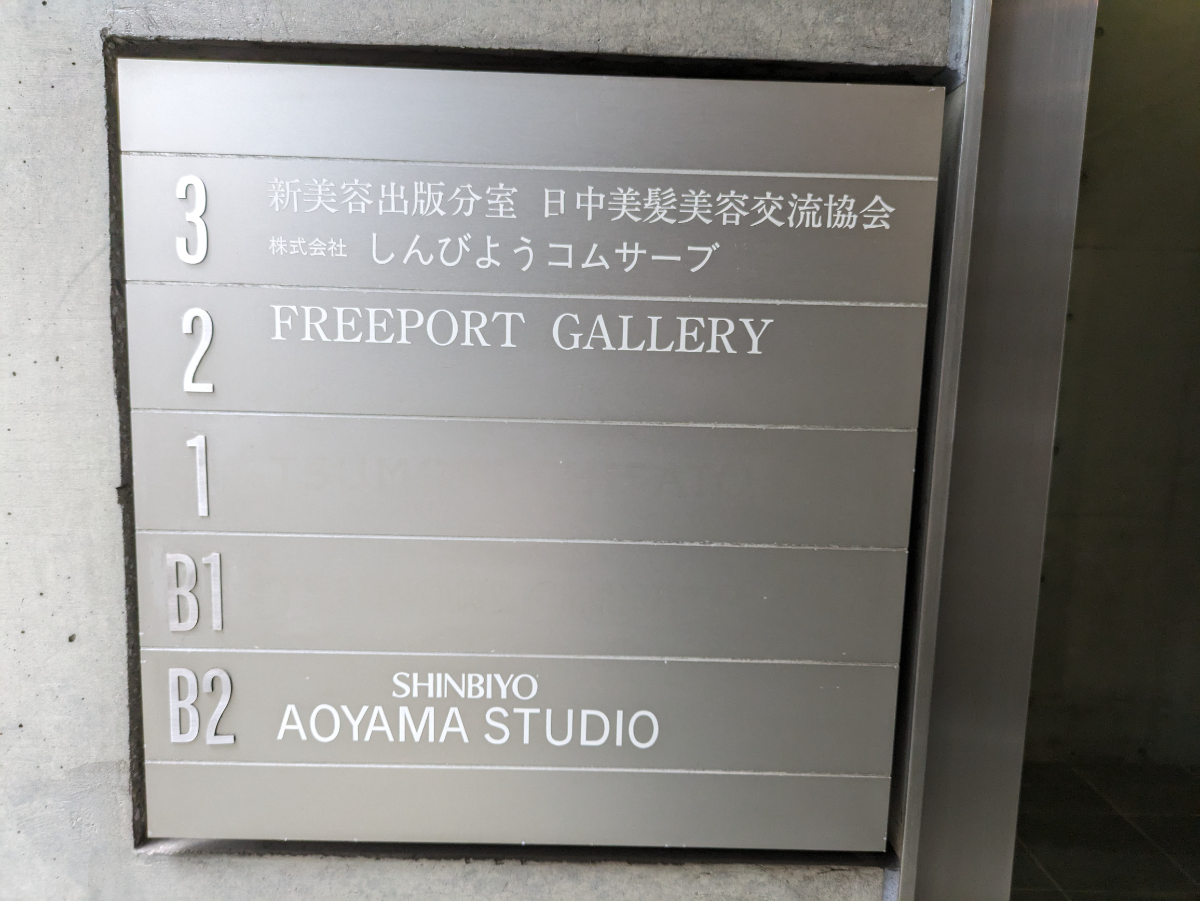 3 新美容出版分室 日中美髪美容交流協会
株式会社 しんびようコムサーブ
2 FREEPORT GALLERY
1
B1
B2 SHINBIYO
AOYAMA STUDIO